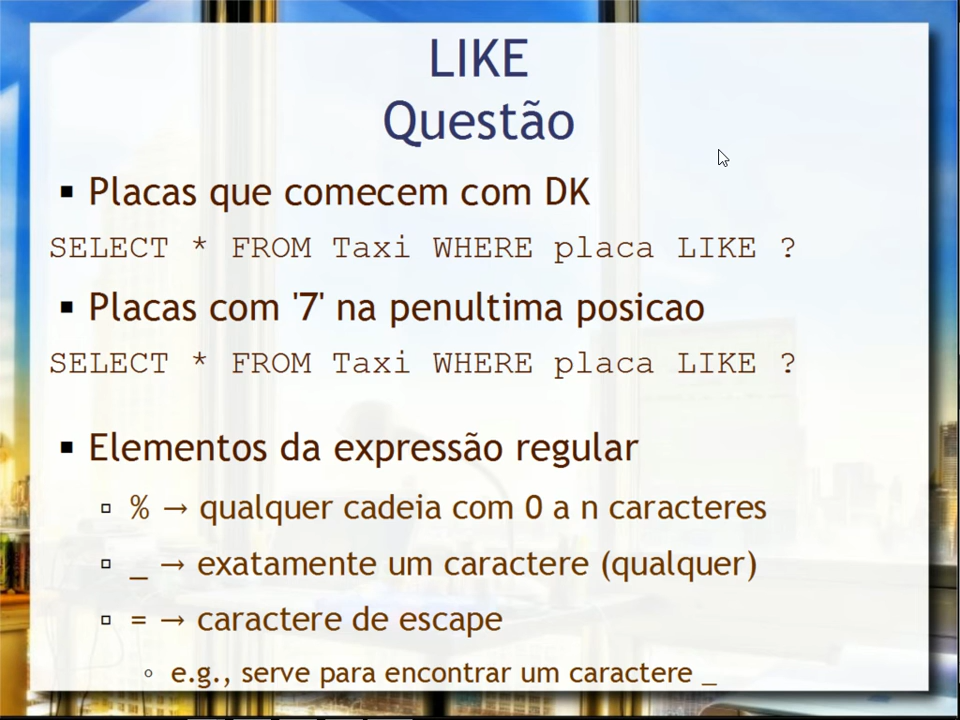 LIKE
Questão
▪ Placas que comecem com DK
SELECT * FROM Taxi WHERE placa LIKE ?
▪ Placas com '7' na penultima posicao
SELECT * FROM Taxi WHERE placa LIKE ?
▪ Elementos da expressão regular
▫ % → qualquer cadeia com 0 a n caracteres
▫ _ → exatamente um caractere (qualquer)
▫ = → caractere de escape
◦ e.g., serve para encontrar um caractere _